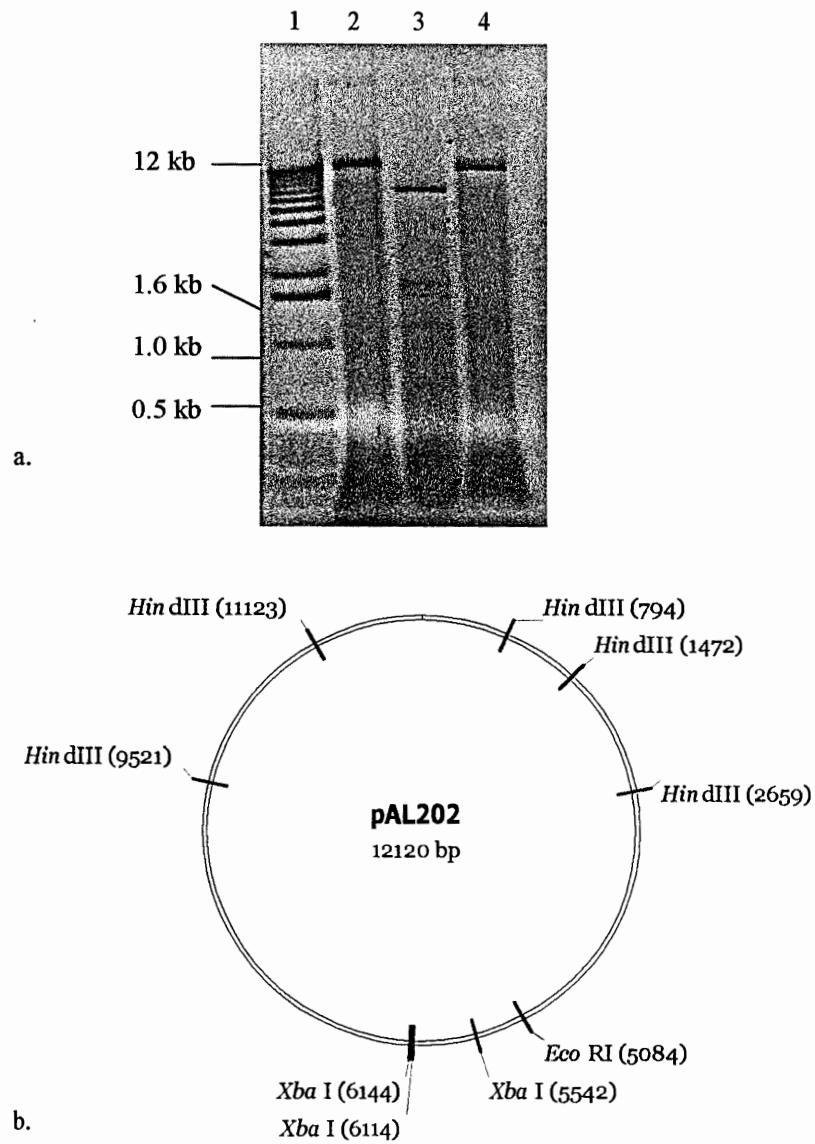 1 2 3 4
12 kb
1.6 kb
1.0 kb
0.5 kb
a.
Hin dIII (11123)
Hin dIII (794)
Hin dIII (1472)
Hin dIII (9521)
Hin dIII (2659)
pAL202
12120 bp
Eco RI (5084)
Xba I (6144)
Xba I (5542)
Xba I (6114)
b.